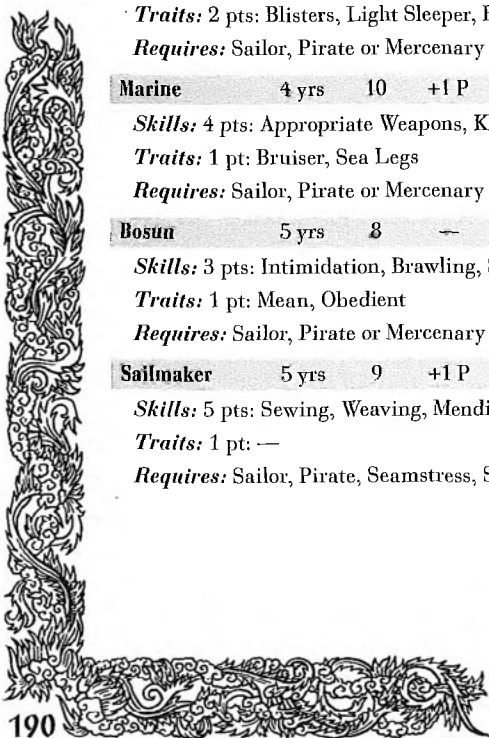 Traits: 2 pts: Blisters, Light Sleeper,
Requires: Sailor, Pirate or Mercenary
Marine 4 yrs 10 +1 P
Skills: 4 pts: Appropriate Weapons,
Traits: 1 pt: Bruiser, Sea Legs
Requires: Sailor, Pirate or Mercenary
Bosun 5 yrs 8 —
Skills: 3 pts: Intimidation, Brawling,
Traits: 1 pt: Mean, Obedient
Requires: Sailor, Pirate or Mercenary
Sailmaker 5 yrs 9 +1 P
Skills: 5 pts: Sewing, Weaving,
Traits: 1 pt: —
Requires: Sailor, Pirate, Seamstress,
190